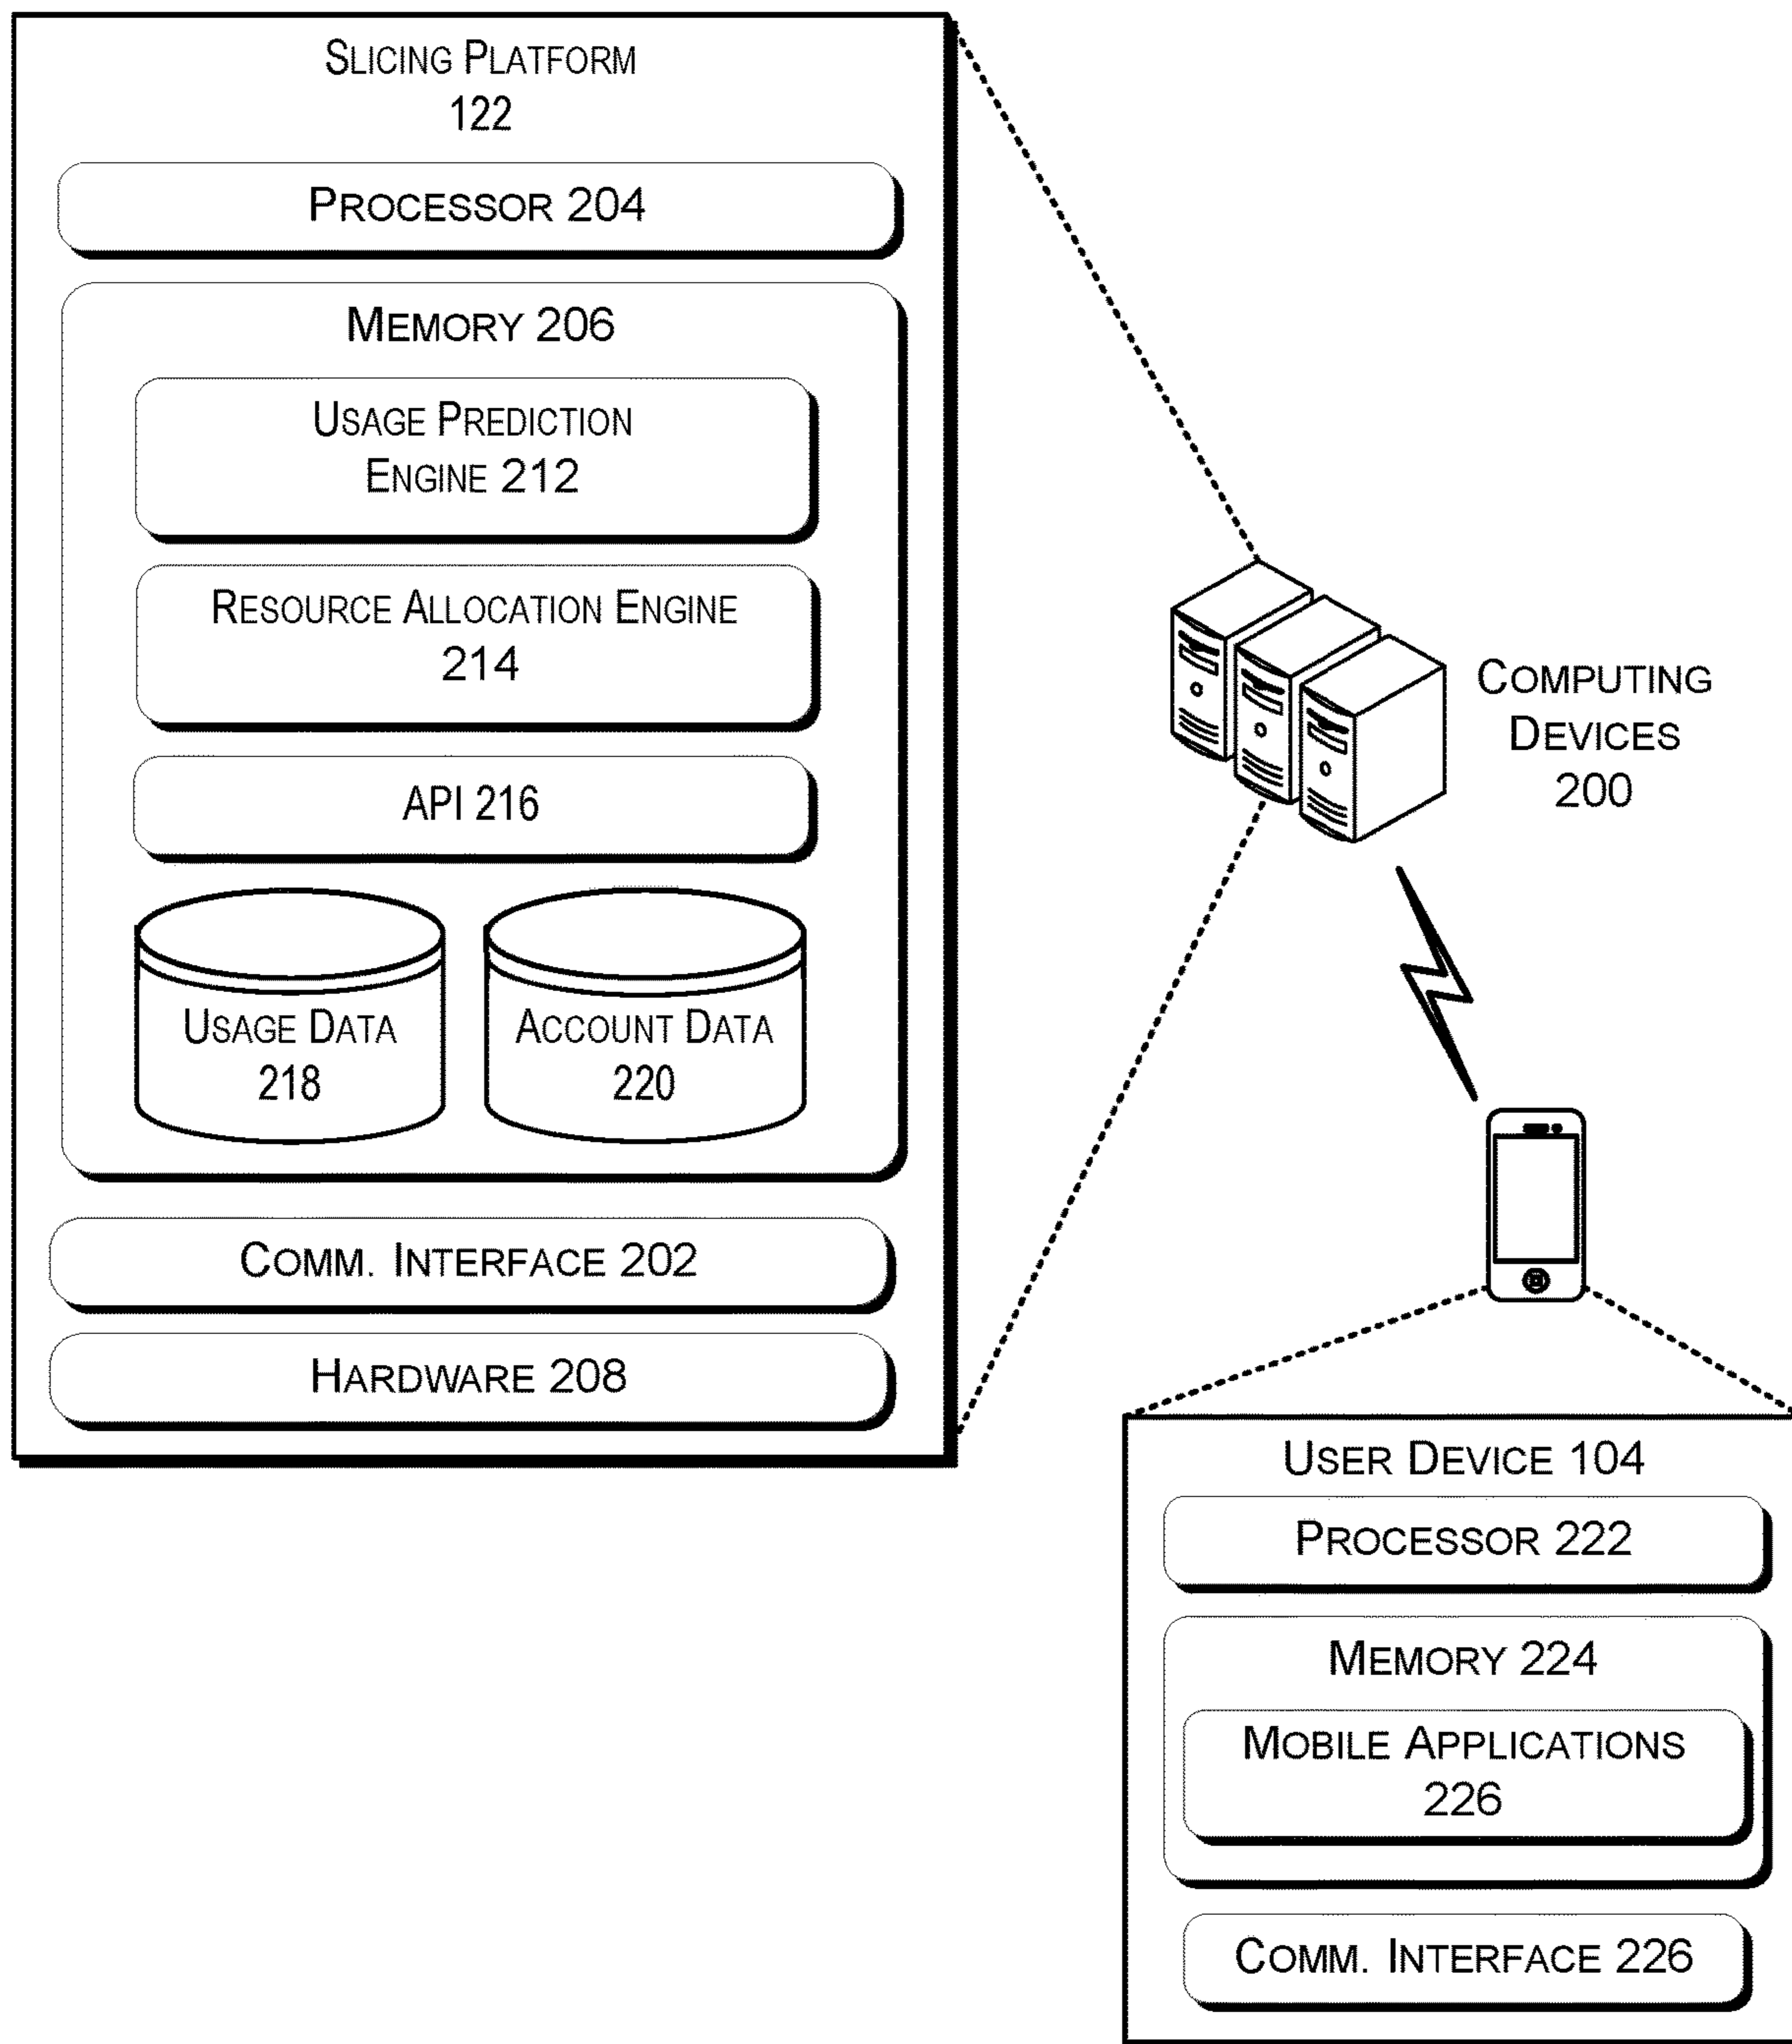 SLICING PLATFORM
122
PROCESSOR 204
MEMORY 206
USAGE PREDICTION
ENGINE 212
RESOURCE ALLOCATION ENGINE
214
API 216
USAGE DATA
218
ACCOUNT DATA
220
COMM. INTERFACE 202
HARDWARE 208
COMPUTING
DEVICES
200
USER DEVICE 104
PROCESSOR 222
MEMORY 224
MOBILE APPLICATIONS
226
COMM. INTERFACE 226